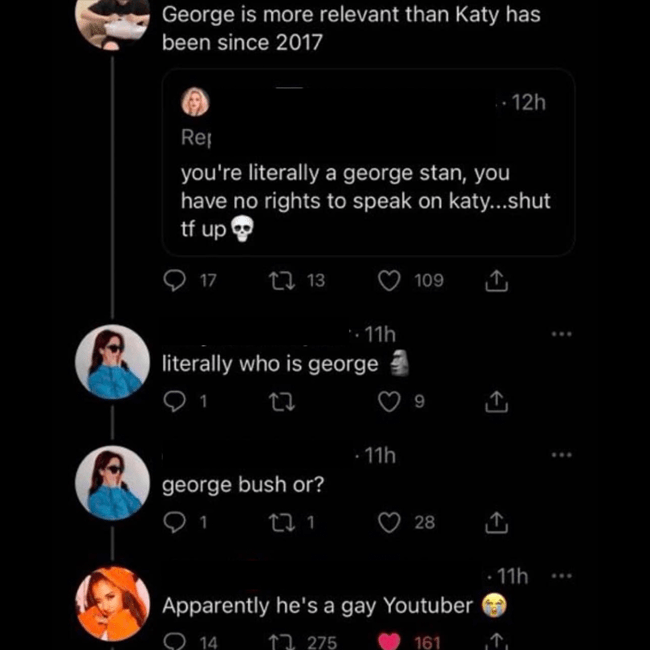 George is more relevant than Katy has
been since 2017
· 12h
you're literally a george stan, you
have no rights to speak on katy...shut
tf up💀
17 13 109
· 11h
literally who is george 🗿
1 9
· 11h
george bush or?
1 1 28
· 11h
Apparently he's a gay Youtuber 😭
14 275 161